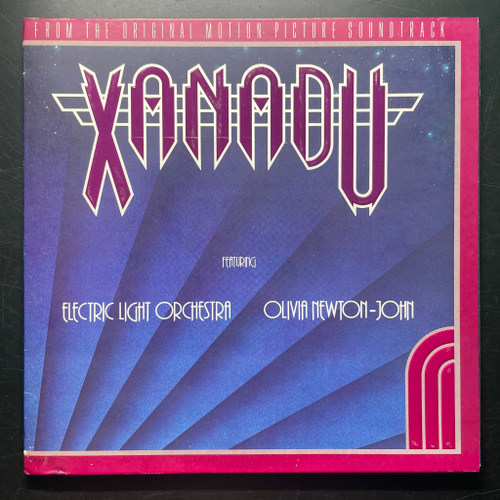 FROM THE ORIGINAL MOTION PICTURE SOUNDTRACK
XANADU
FEATURING
ELECTRIC LIGHT ORCHESTRA OLIVIA NEWTON-JOHN